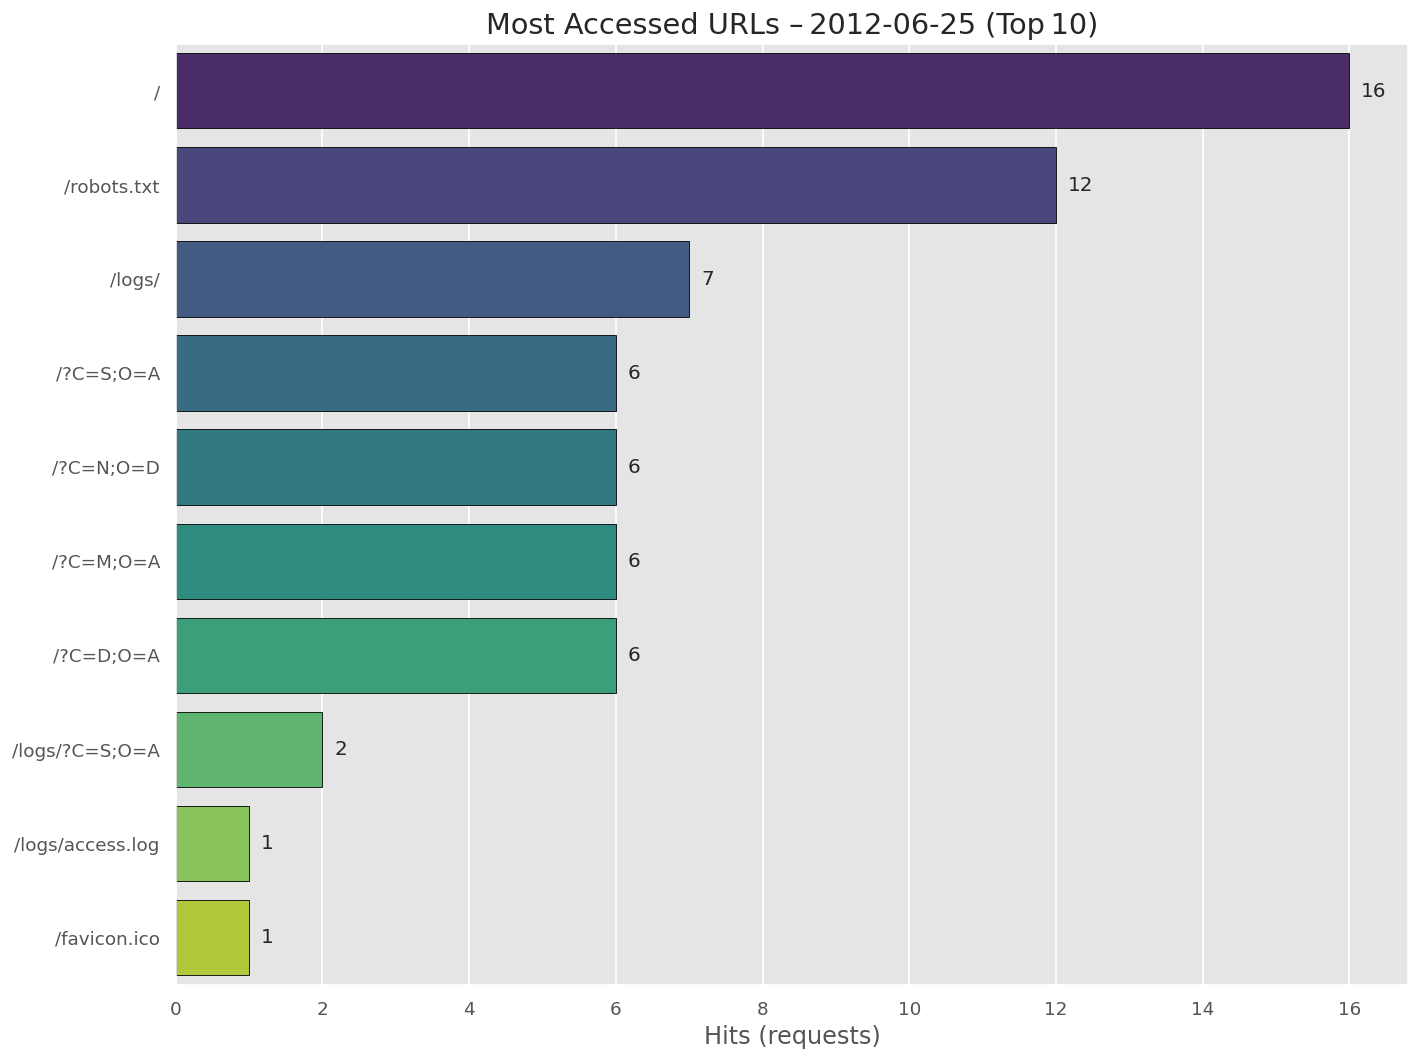 Most Accessed URLs – 2012-06-25 (Top 10)
/
16
/robots.txt
12
/logs/
7
/?C=S;O=A
6
/?C=N;O=D
6
/?C=M;O=A
6
/?C=D;O=A
6
/logs/?C=S;O=A
2
/logs/access.log
1
/favicon.ico
1
0 2 4 6 8 10 12 14 16
Hits (requests)